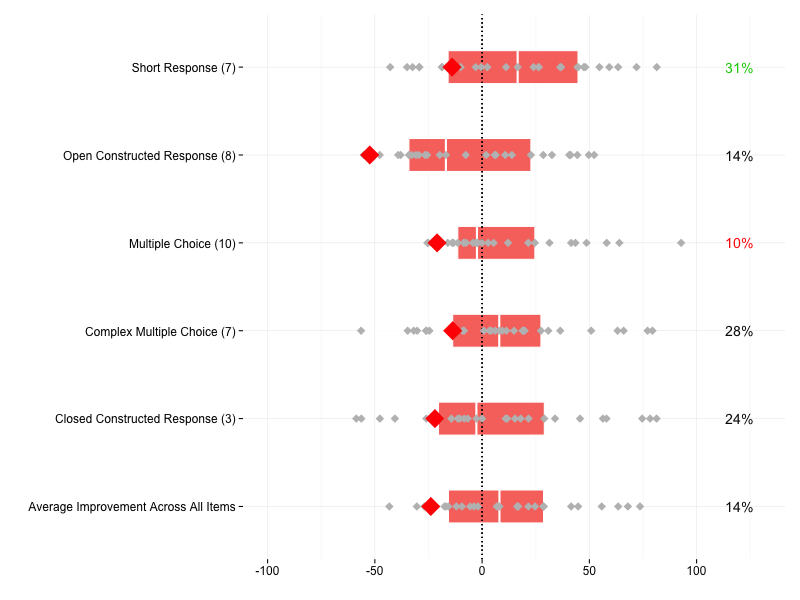 Short Response (7) 31%
Open Constructed Response (8) 14%
Multiple Choice (10) 10%
Complex Multiple Choice (7) 28%
Closed Constructed Response (3) 24%
Average Improvement Across All Items 14%
-100 -50 0 50 100